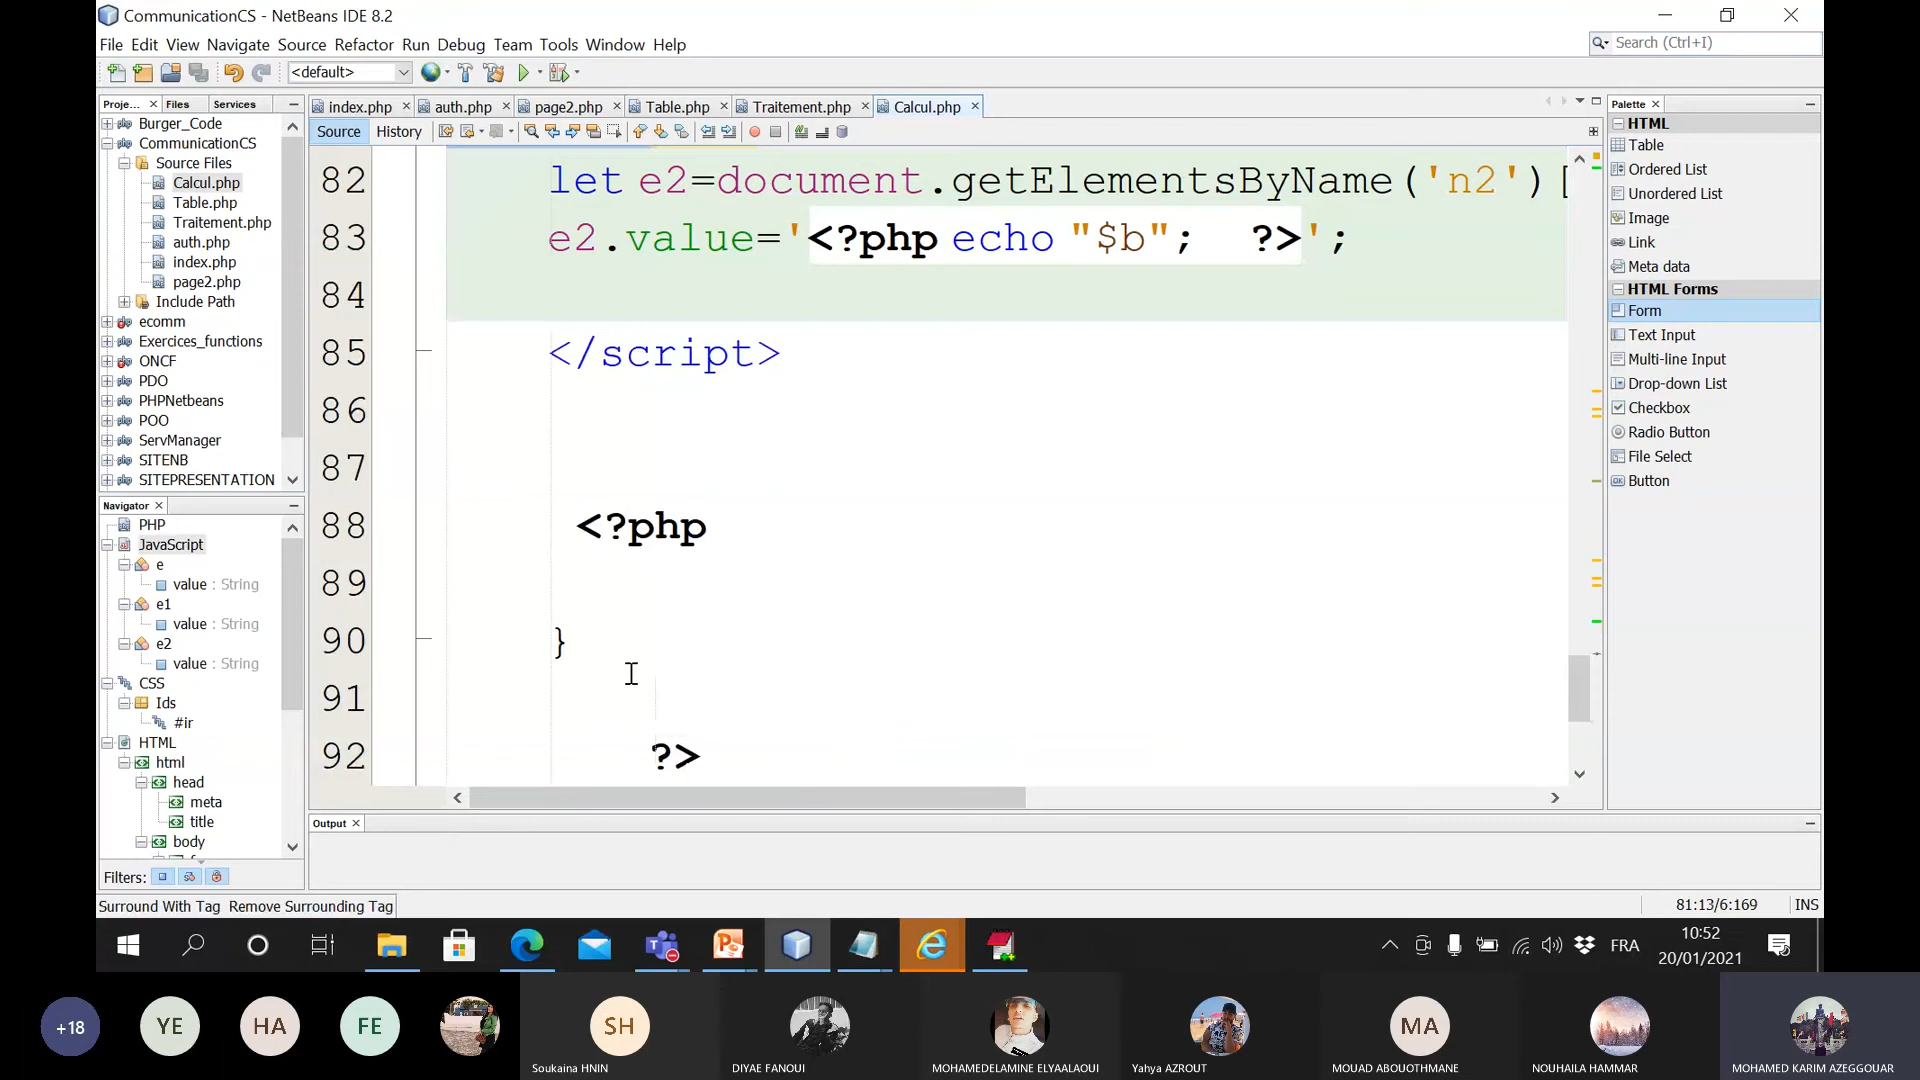 CommunicationCS - NetBeans IDE 8.2
File Edit View Navigate Source Refactor Run Debug Team Tools Window Help
Search (Ctrl+I)
<default>
Proje... Files Services
index.php auth.php page2.php Table.php Traitement.php Calcul.php
Source History
Burger_Code
CommunicationCS
Source Files
Calcul.php
Table.php
Traitement.php
auth.php
index.php
page2.php
Include Path
ecomm
Exercices_functions
ONCF
PDO
PHPNetbeans
POO
ServManager
SITENB
SITEPRESENTATION
Navigator
PHP
JavaScript
e
value : String
e1
value : String
e2
value : String
CSS
Ids
#ir
HTML
html
head
meta
title
body
Filters:
82 let e2=document.getElementsByName('n2')[
83 e2.value='<?php echo "$b"; ?>';
84
85 </script>
86
87
88 <?php
89
90 }
91
92 ?>
Palette
HTML
Table
Ordered List
Unordered List
Image
Link
Meta data
HTML Forms
Form
Text Input
Multi-line Input
Drop-down List
Checkbox
Radio Button
File Select
Button
Output
Surround With Tag Remove Surrounding Tag
81:13/6:169 INS
FRA
10:52
20/01/2021
+18
YE
HA
FE
SH
Soukaina HNIN
DIYAE FANOUI
MOHAMEDELAMINE ELYAALAOUI
Yahya AZROUT
MA
MOUAD ABOUOTHMANE
NOUHAILA HAMMAR
MOHAMED KARIM AZEGGOUAR